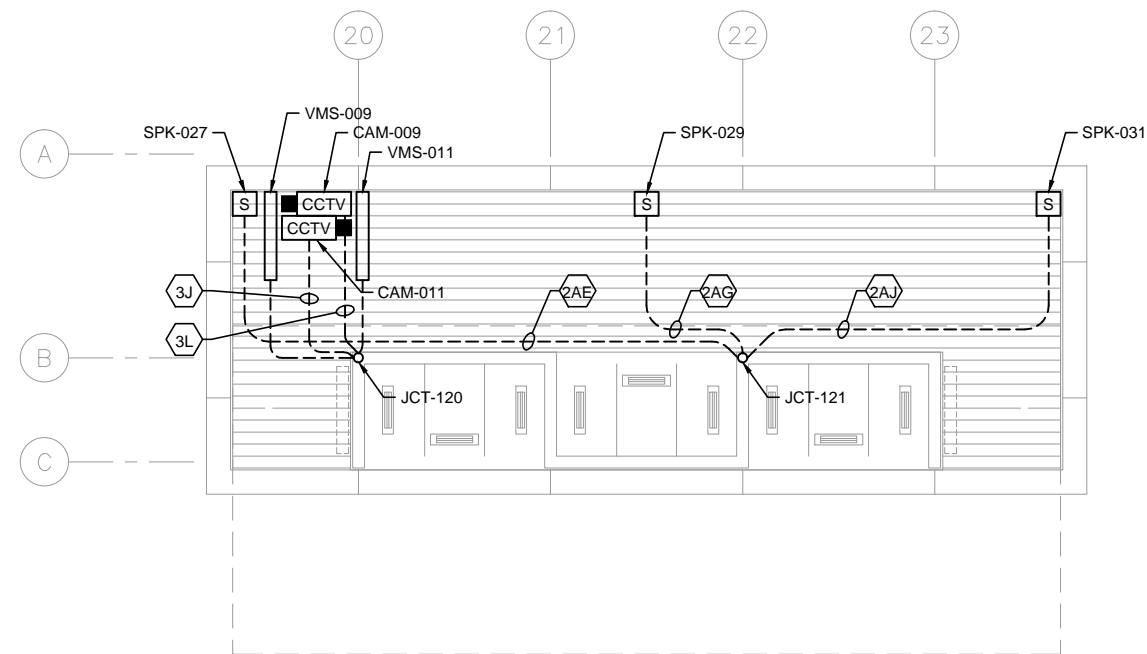 20
21
22
23
VMS-009
SPK-027
CAM-009
SPK-029
SPK-031
VMS-011
A
S
CCTV
S
S
CCTV
3J
CAM-011
2AE
2AG
2AJ
3L
B
JCT-120
JCT-121
C